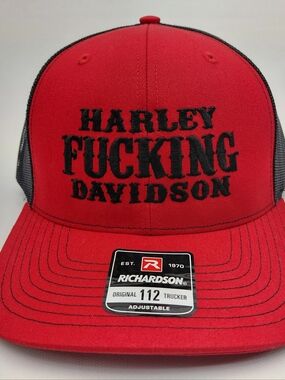 HARLEY
FUCKING
DAVIDSON
EST. R 1970
RICHARDSON®
ORIGINAL 112 TRUCKER
ADJUSTABLE